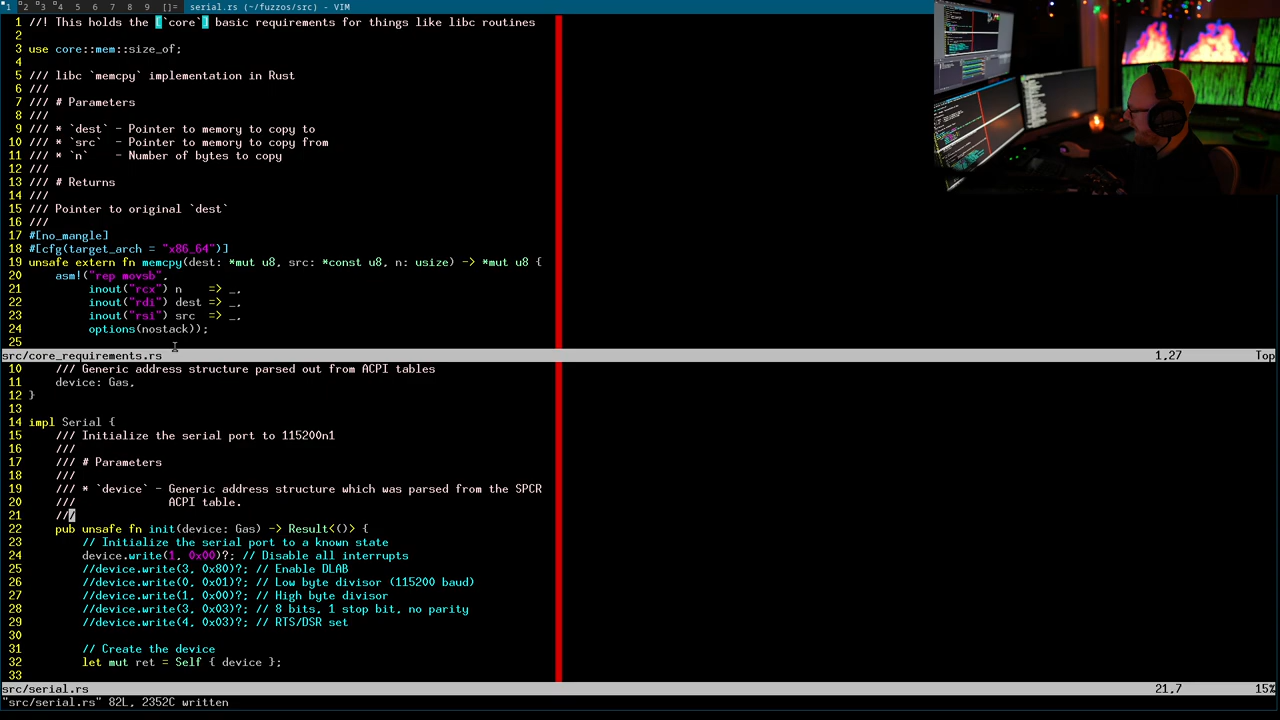 1 2 3 4 5 6 7 8 9 []= serial.rs (~/fuzzos/src) - VIM
1 //! This holds the [`core`] basic requirements for things like libc routines
2
3 use core::mem::size_of;
4
5 /// libc `memcpy` implementation in Rust
6 ///
7 /// # Parameters
8 ///
9 /// * `dest` - Pointer to memory to copy to
10 /// * `src`  - Pointer to memory to copy from
11 /// * `n`    - Number of bytes to copy
12 ///
13 /// # Returns
14 ///
15 /// Pointer to original `dest`
16 ///
17 #[no_mangle]
18 #[cfg(target_arch = "x86_64")]
19 unsafe extern fn memcpy(dest: *mut u8, src: *const u8, n: usize) -> *mut u8 {
20     asm!("rep movsb",
21          inout("rcx") n    => _,
22          inout("rdi") dest => _,
23          inout("rsi") src  => _,
24          options(nostack));
25
src/core_requirements.rs 1,27 Top
10     /// Generic address structure parsed out from ACPI tables
11     device: Gas,
12 }
13
14 impl Serial {
15     /// Initialize the serial port to 115200n1
16     ///
17     /// # Parameters
18     ///
19     /// * `device` - Generic address structure which was parsed from the SPCR
20     ///              ACPI table.
21     ///
22     pub unsafe fn init(device: Gas) -> Result<()> {
23         // Initialize the serial port to a known state
24         device.write(1, 0x00)?; // Disable all interrupts
25         //device.write(3, 0x80)?; // Enable DLAB
26         //device.write(0, 0x01)?; // Low byte divisor (115200 baud)
27         //device.write(1, 0x00)?; // High byte divisor
28         //device.write(3, 0x03)?; // 8 bits, 1 stop bit, no parity
29         //device.write(4, 0x03)?; // RTS/DSR set
30
31         // Create the device
32         let mut ret = Self { device };
33
src/serial.rs 21,7 15%
"src/serial.rs" 82L, 2352C written